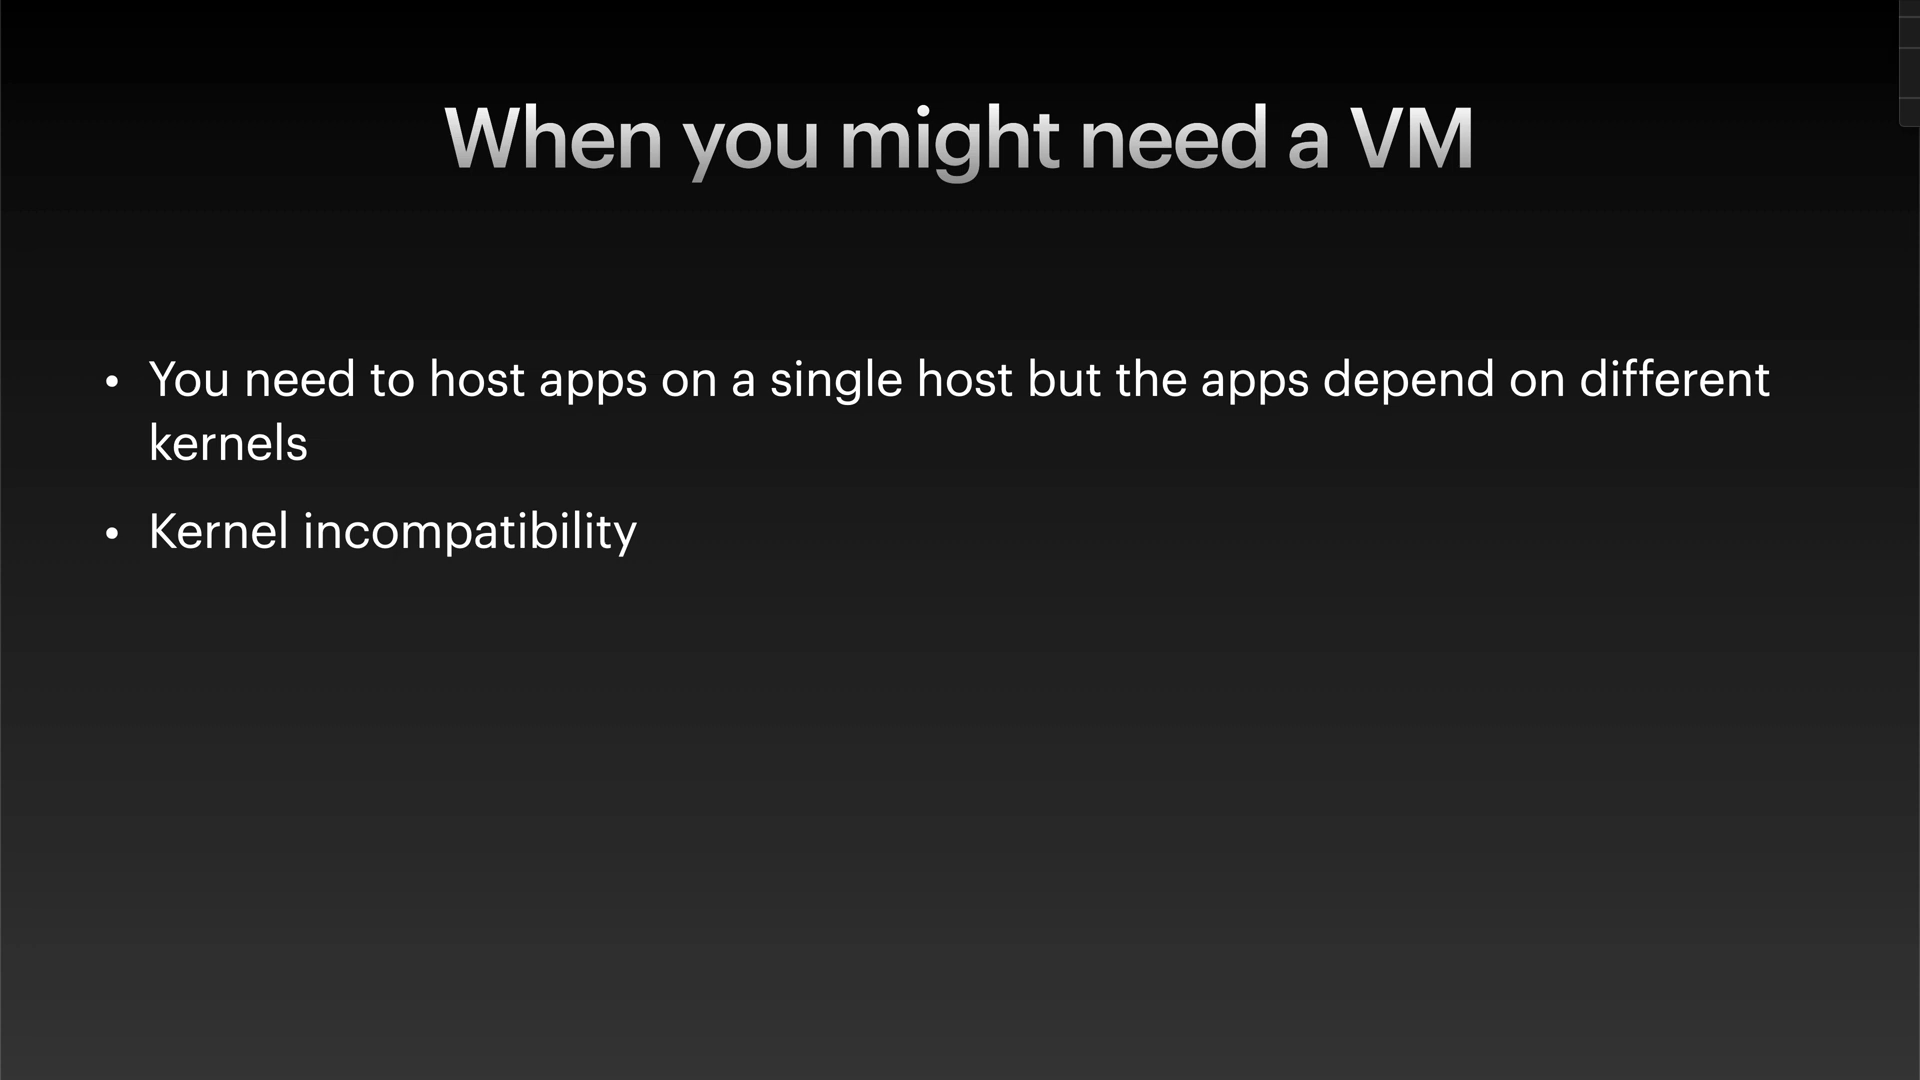 When you might need a VM
• You need to host apps on a single host but the apps depend on different
kernels
• Kernel incompatibility